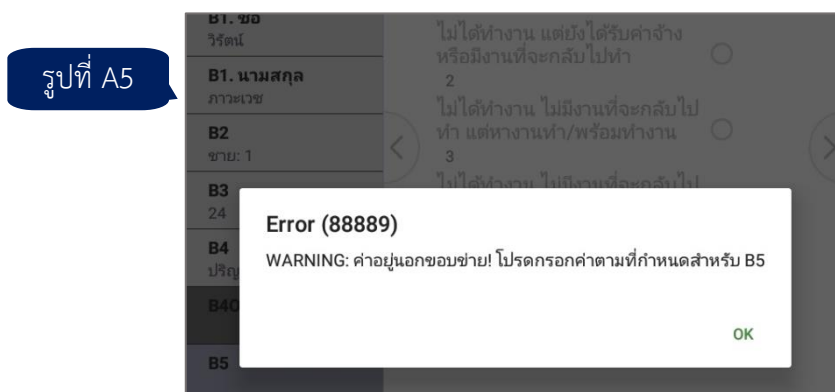 รูปที่ A5
B1. ชื่อ
วิรัตน์
B1. นามสกุล
ภาวะเวช
B2
ชาย: 1
B3
24
B4
ปริญ
B4O
B5
ไม่ได้ทำงาน แต่ยังได้รับค่าจ้าง
หรือมีงานที่จะกลับไปทำ
2
ไม่ได้ทำงาน ไม่มีงานที่จะกลับไป
ทำ แต่หางานทำ/พร้อมทำงาน
3
ไม่ได้ทำงาน ไม่มีงานที่จะกลับไป
Error (88889)
WARNING: ค่าอยู่นอกขอบข่าย! โปรดกรอกค่าตามที่กำหนดสำหรับ B5
OK